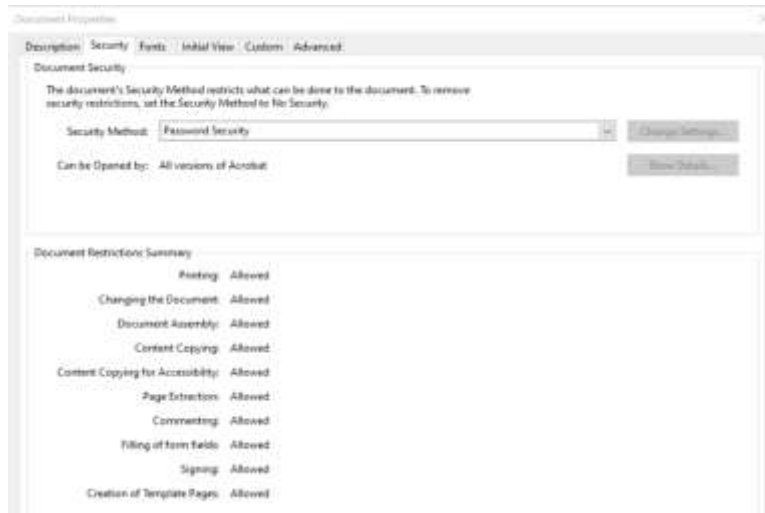 Document Properties
Description Security Fonts Initial View Custom Advanced
Document Security
The document's Security Method restricts what can be done to the document. To remove
security restrictions, set the Security Method to No Security.
Security Method: Password Security Change Settings...
Can be Opened by: All versions of Acrobat Show Details...
Document Restrictions Summary
Printing: Allowed
Changing the Document: Allowed
Document Assembly: Allowed
Content Copying: Allowed
Content Copying for Accessibility: Allowed
Page Extraction: Allowed
Commenting: Allowed
Filling of form fields: Allowed
Signing: Allowed
Creation of Template Pages: Allowed